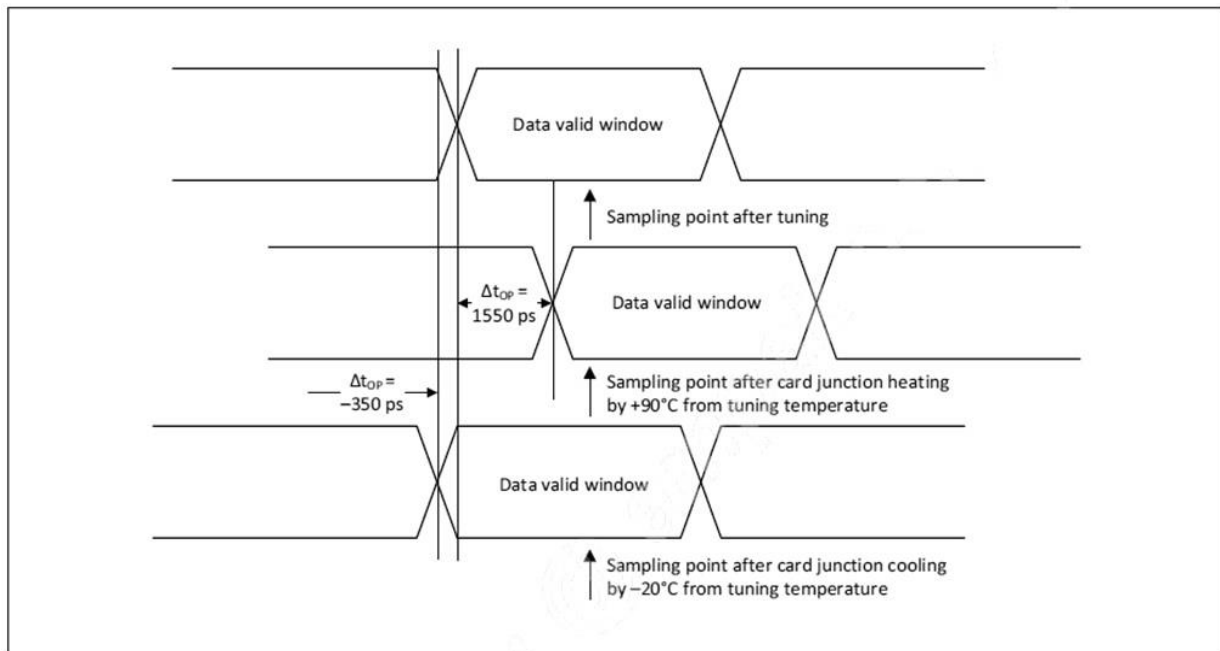 Data valid window
Sampling point after tuning
Δtop =
1550 ps
Data valid window
Δtop =
−350 ps
Sampling point after card junction heating
by +90°C from tuning temperature
Data valid window
Sampling point after card junction cooling
by −20°C from tuning temperature